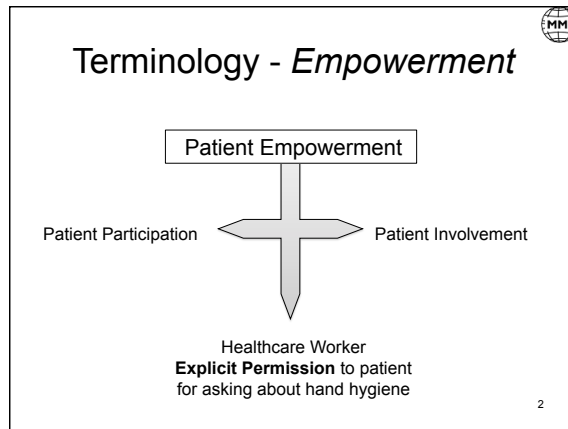 MM
Terminology - Empowerment
Patient Empowerment
Patient Participation
Patient Involvement
Healthcare Worker
Explicit Permission to patient
for asking about hand hygiene
2